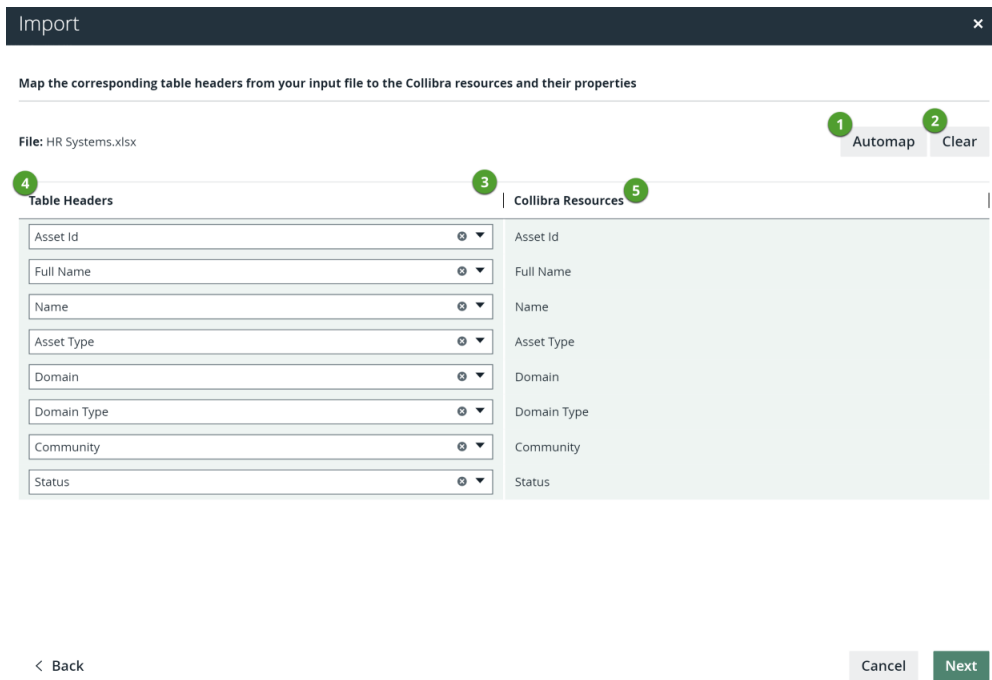 Import
Map the corresponding table headers from your input file to the Collibra resources and their properties
1 2
File: HR Systems.xlsx Automap Clear
4 3 5
Table Headers Collibra Resources
Asset Id Asset Id
Full Name Full Name
Name Name
Asset Type Asset Type
Domain Domain
Domain Type Domain Type
Community Community
Status Status
Back Cancel Next